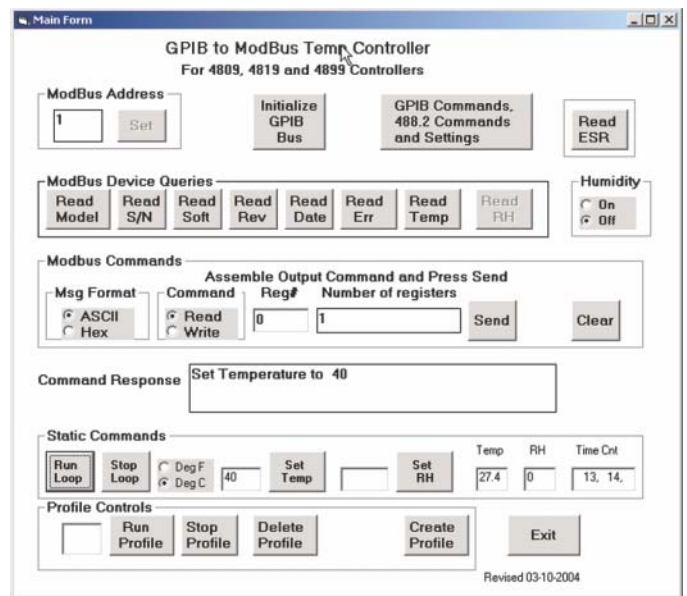 Main Form
GPIB to ModBus Temp Controller
For 4809, 4819 and 4899 Controllers
ModBus Address
1
Set
Initialize
GPIB
Bus
GPIB Commands,
488.2 Commands
and Settings
Read
ESR
ModBus Device Queries
Read
Model
Read
S/N
Read
Soft
Read
Rev
Read
Date
Read
Err
Read
Temp
Read
RH
Humidity
On
Off
Modbus Commands
Assemble Output Command and Press Send
Msg Format
ASCII
Hex
Command
Read
Write
Reg#
0
Number of registers
1
Send
Clear
Command Response
Set Temperature to 40
Static Commands
Run
Loop
Stop
Loop
Deg F
Deg C
40
Set
Temp
Set
RH
Temp
27.4
RH
0
Time Cnt
13, 14,
Profile Controls
Run
Profile
Stop
Profile
Delete
Profile
Create
Profile
Exit
Revised 03-10-2004